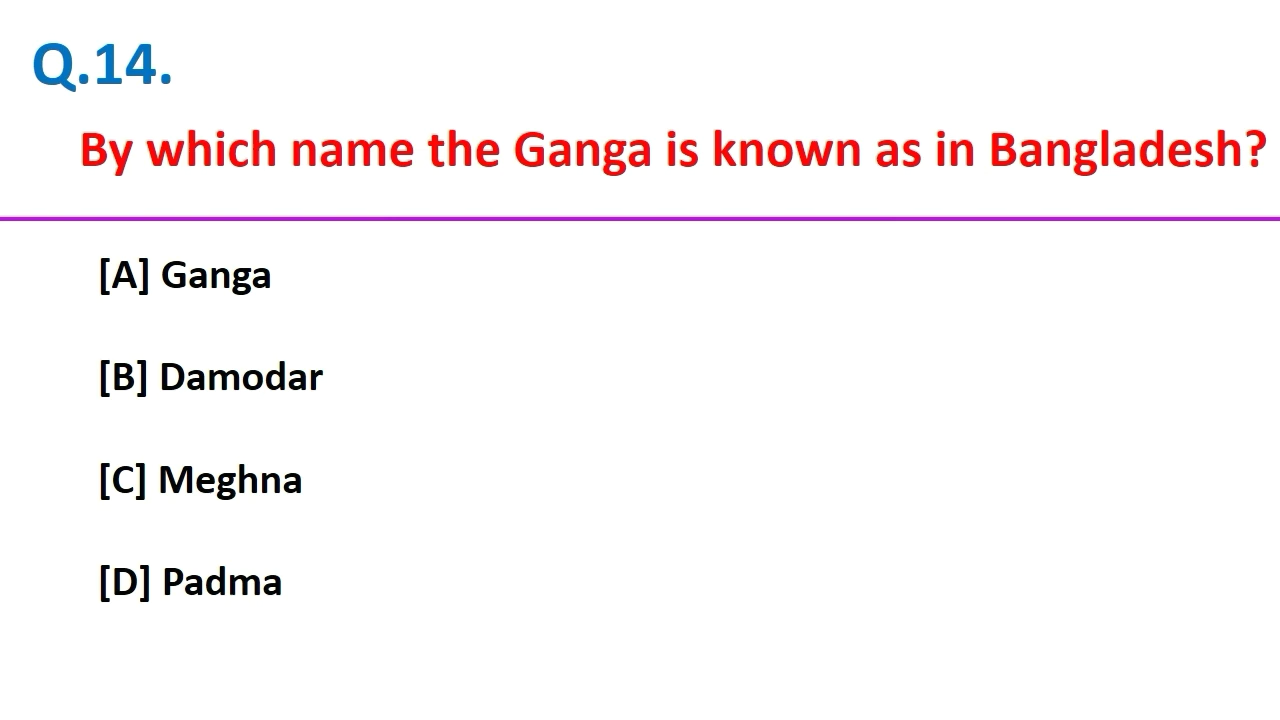 Q.14.
By which name the Ganga is known as in Bangladesh?
[A] Ganga
[B] Damodar
[C] Meghna
[D] Padma